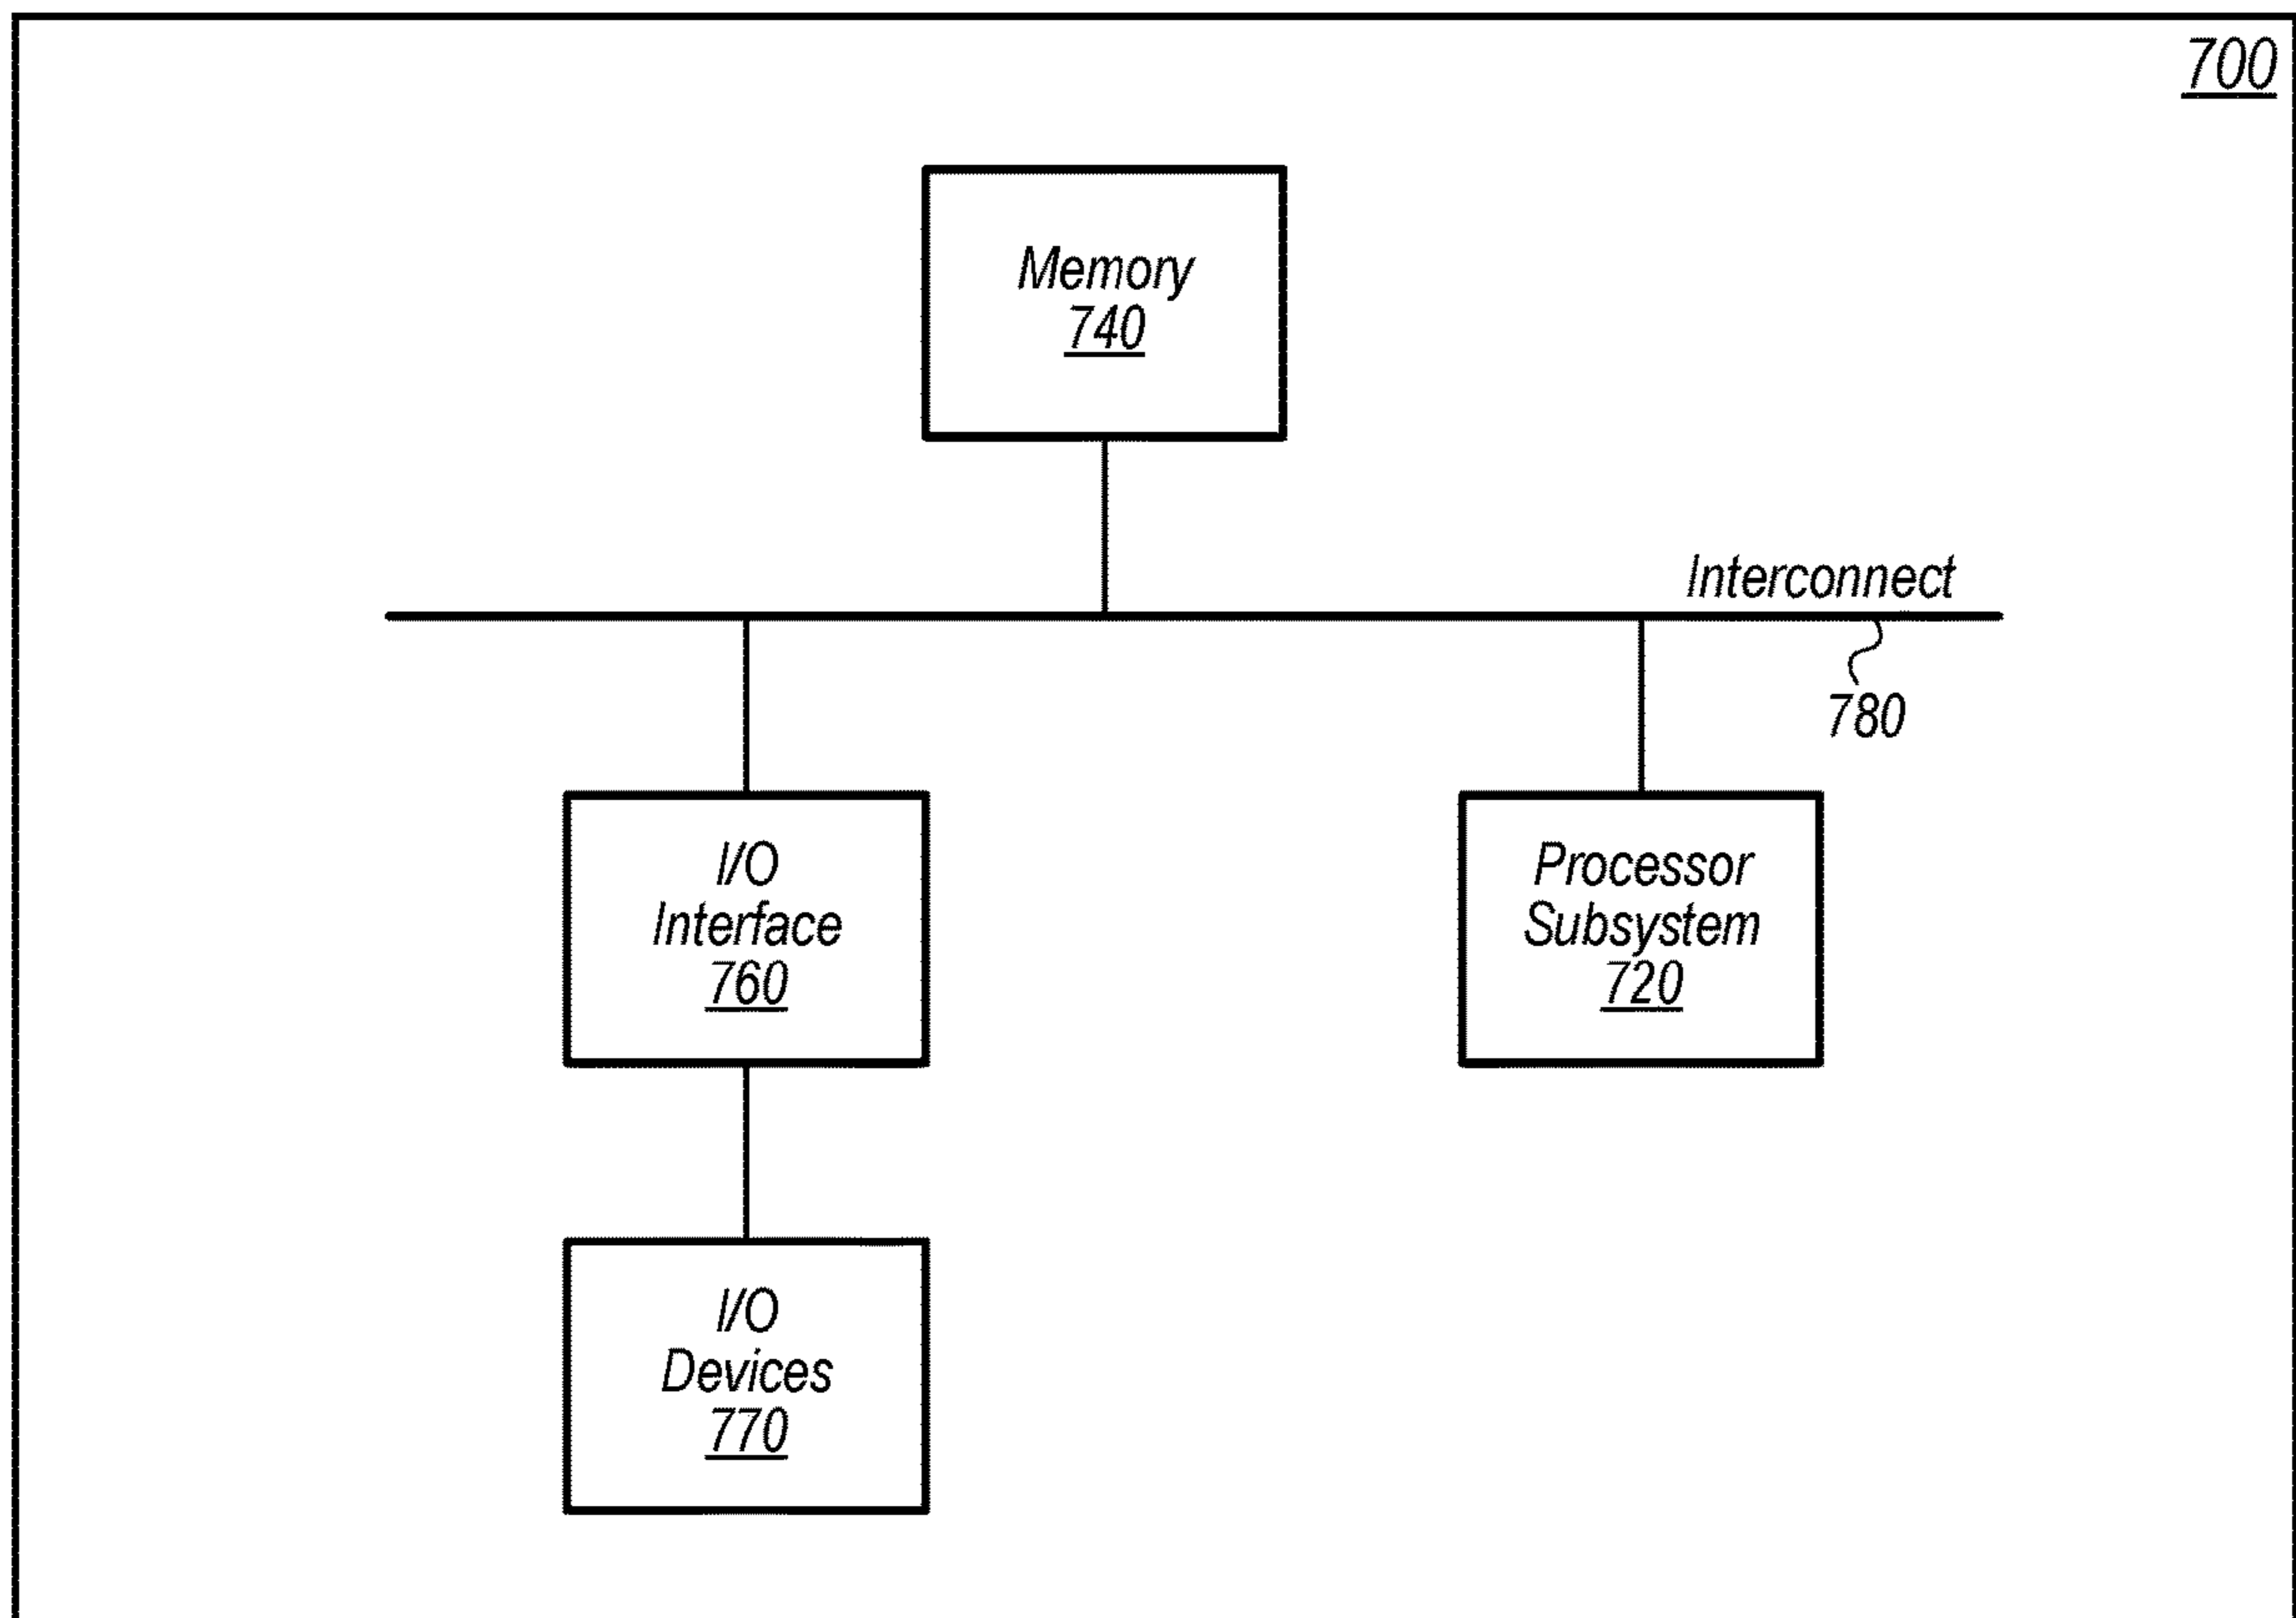 700
Memory
740
Interconnect
780
I/O
Interface
760
Processor
Subsystem
720
I/O
Devices
770